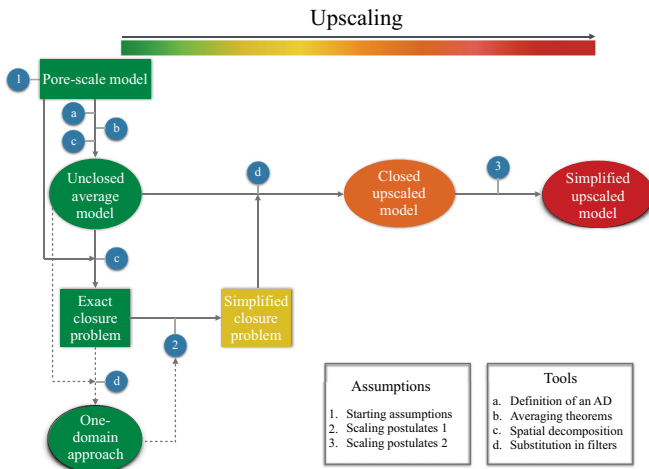 Upscaling
1
Pore-scale model
a
b
c
Unclosed
average model
d
Closed
upscaled
model
3
Simplified
upscaled
model
c
Exact
closure
problem
2
Simplified
closure
problem
d
One-
domain
approach
Assumptions
1. Starting assumptions
2. Scaling postulates 1
3. Scaling postulates 2
Tools
a. Definition of an AD
b. Averaging theorems
c. Spatial decomposition
d. Substitution in filters